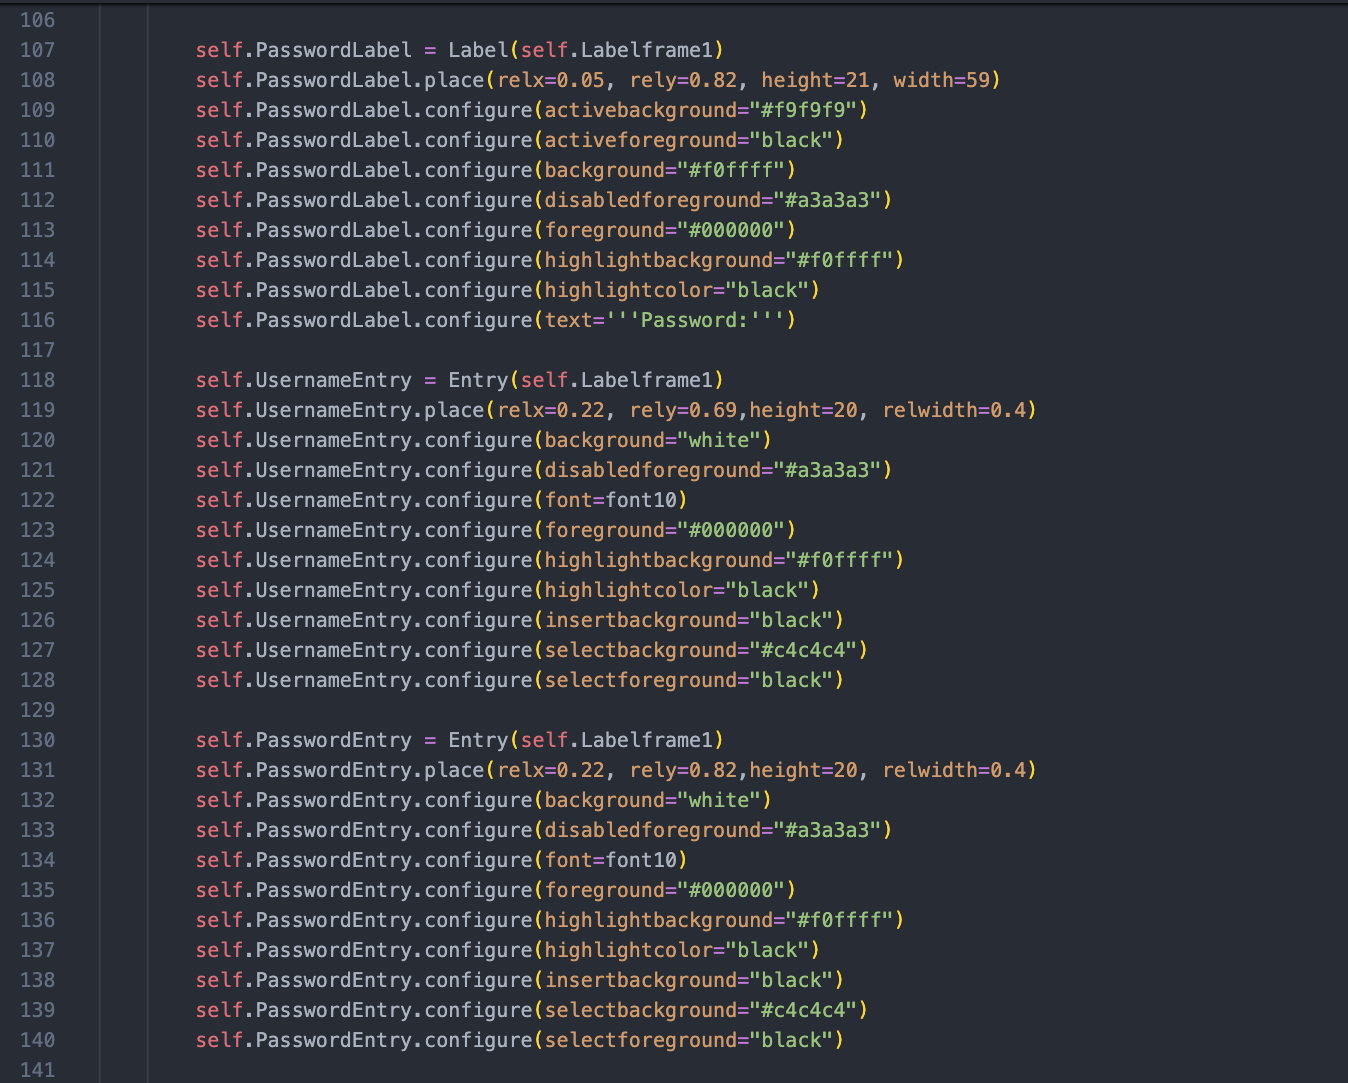 106
107 self.PasswordLabel = Label(self.Labelframe1)
108 self.PasswordLabel.place(relx=0.05, rely=0.82, height=21, width=59)
109 self.PasswordLabel.configure(activebackground="#f9f9f9")
110 self.PasswordLabel.configure(activeforeground="black")
111 self.PasswordLabel.configure(background="#f0ffff")
112 self.PasswordLabel.configure(disabledforeground="#a3a3a3")
113 self.PasswordLabel.configure(foreground="#000000")
114 self.PasswordLabel.configure(highlightbackground="#f0ffff")
115 self.PasswordLabel.configure(highlightcolor="black")
116 self.PasswordLabel.configure(text='''Password:''')
117
118 self.UsernameEntry = Entry(self.Labelframe1)
119 self.UsernameEntry.place(relx=0.22, rely=0.69,height=20, relwidth=0.4)
120 self.UsernameEntry.configure(background="white")
121 self.UsernameEntry.configure(disabledforeground="#a3a3a3")
122 self.UsernameEntry.configure(font=font10)
123 self.UsernameEntry.configure(foreground="#000000")
124 self.UsernameEntry.configure(highlightbackground="#f0ffff")
125 self.UsernameEntry.configure(highlightcolor="black")
126 self.UsernameEntry.configure(insertbackground="black")
127 self.UsernameEntry.configure(selectbackground="#c4c4c4")
128 self.UsernameEntry.configure(selectforeground="black")
129
130 self.PasswordEntry = Entry(self.Labelframe1)
131 self.PasswordEntry.place(relx=0.22, rely=0.82,height=20, relwidth=0.4)
132 self.PasswordEntry.configure(background="white")
133 self.PasswordEntry.configure(disabledforeground="#a3a3a3")
134 self.PasswordEntry.configure(font=font10)
135 self.PasswordEntry.configure(foreground="#000000")
136 self.PasswordEntry.configure(highlightbackground="#f0ffff")
137 self.PasswordEntry.configure(highlightcolor="black")
138 self.PasswordEntry.configure(insertbackground="black")
139 self.PasswordEntry.configure(selectbackground="#c4c4c4")
140 self.PasswordEntry.configure(selectforeground="black")
141